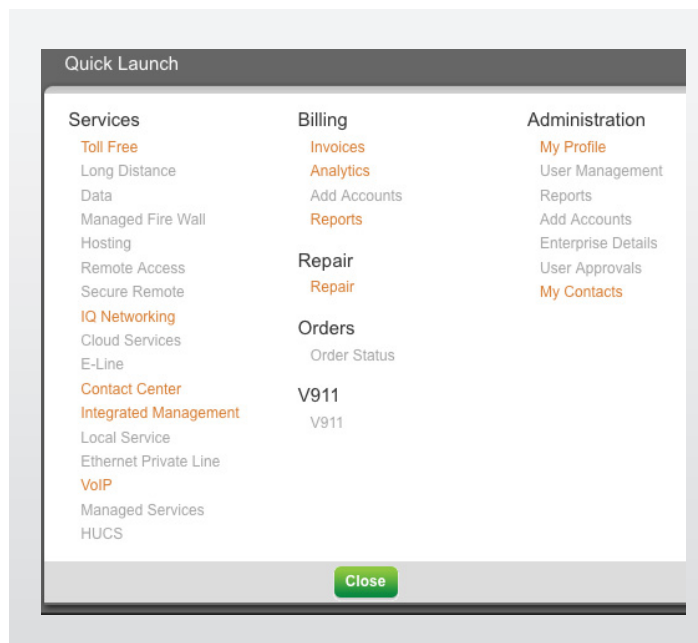 Quick Launch
Services
Toll Free
Long Distance
Data
Managed Fire Wall
Hosting
Remote Access
Secure Remote
IQ Networking
Cloud Services
E-Line
Contact Center
Integrated Management
Local Service
Ethernet Private Line
VoIP
Managed Services
HUCS
Billing
Invoices
Analytics
Add Accounts
Reports
Repair
Repair
Orders
Order Status
V911
V911
Administration
My Profile
User Management
Reports
Add Accounts
Enterprise Details
User Approvals
My Contacts
Close